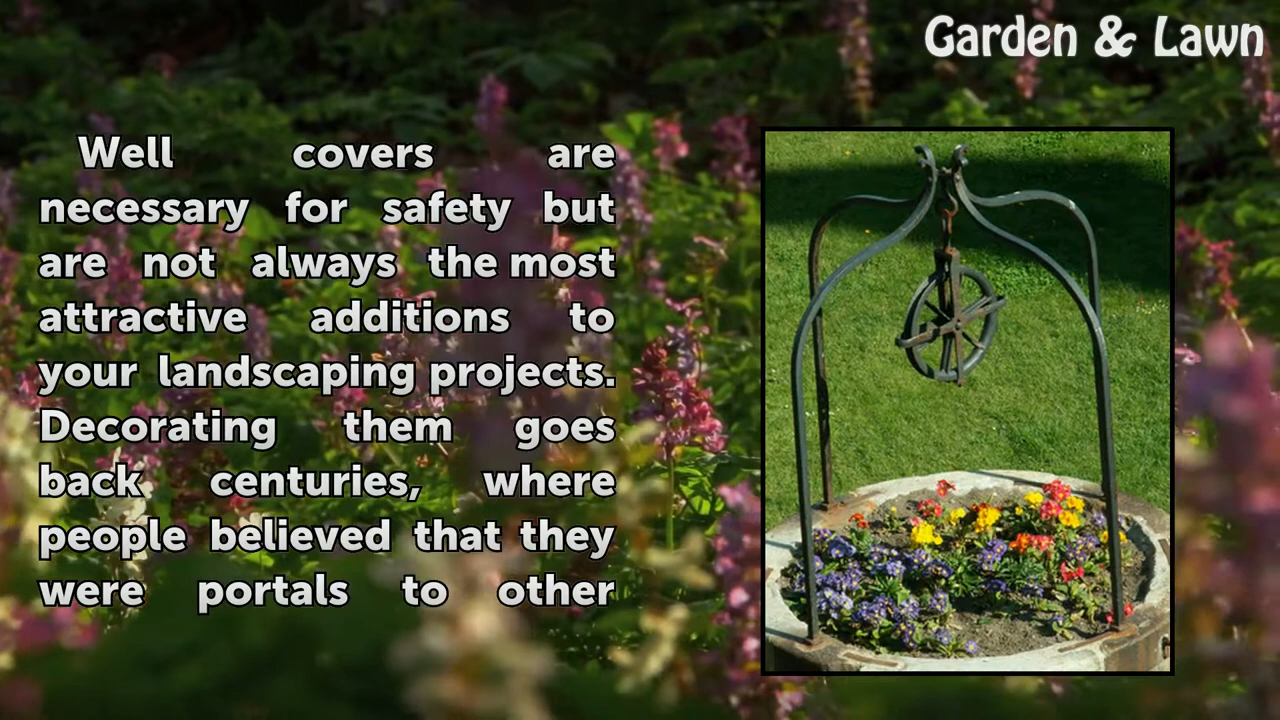 Garden & Lawn
Well covers are
necessary for safety but
are not always the most
attractive additions to
your landscaping projects.
Decorating them goes
back centuries, where
people believed that they
were portals to other